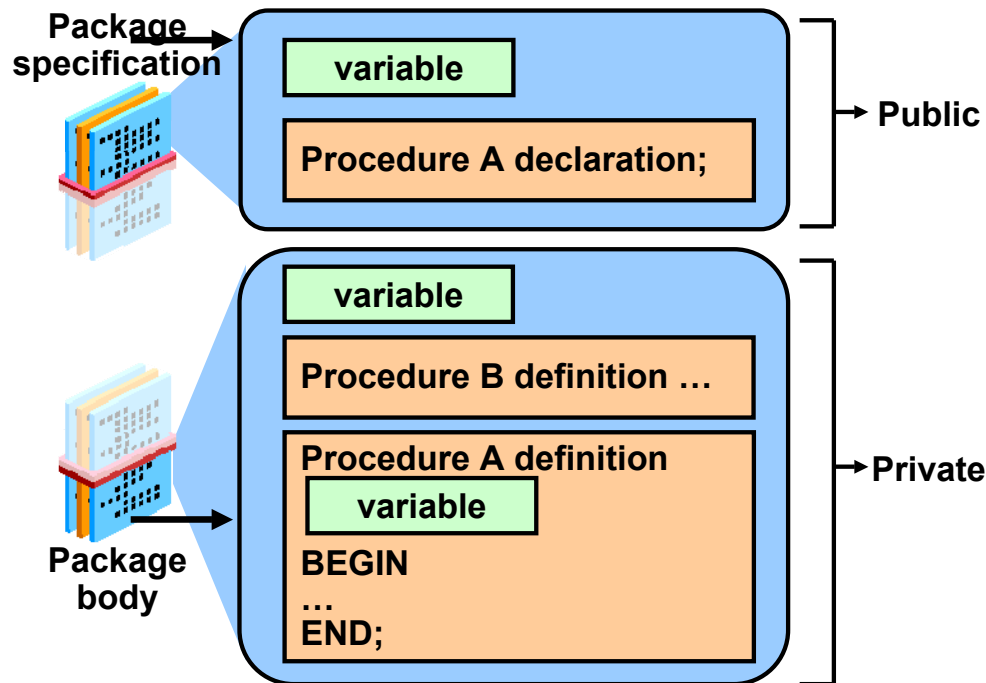 Package
specification
variable
Procedure A declaration;
Public
variable
Procedure B definition …
Procedure A definition
variable
BEGIN
…
END;
Private
Package
body